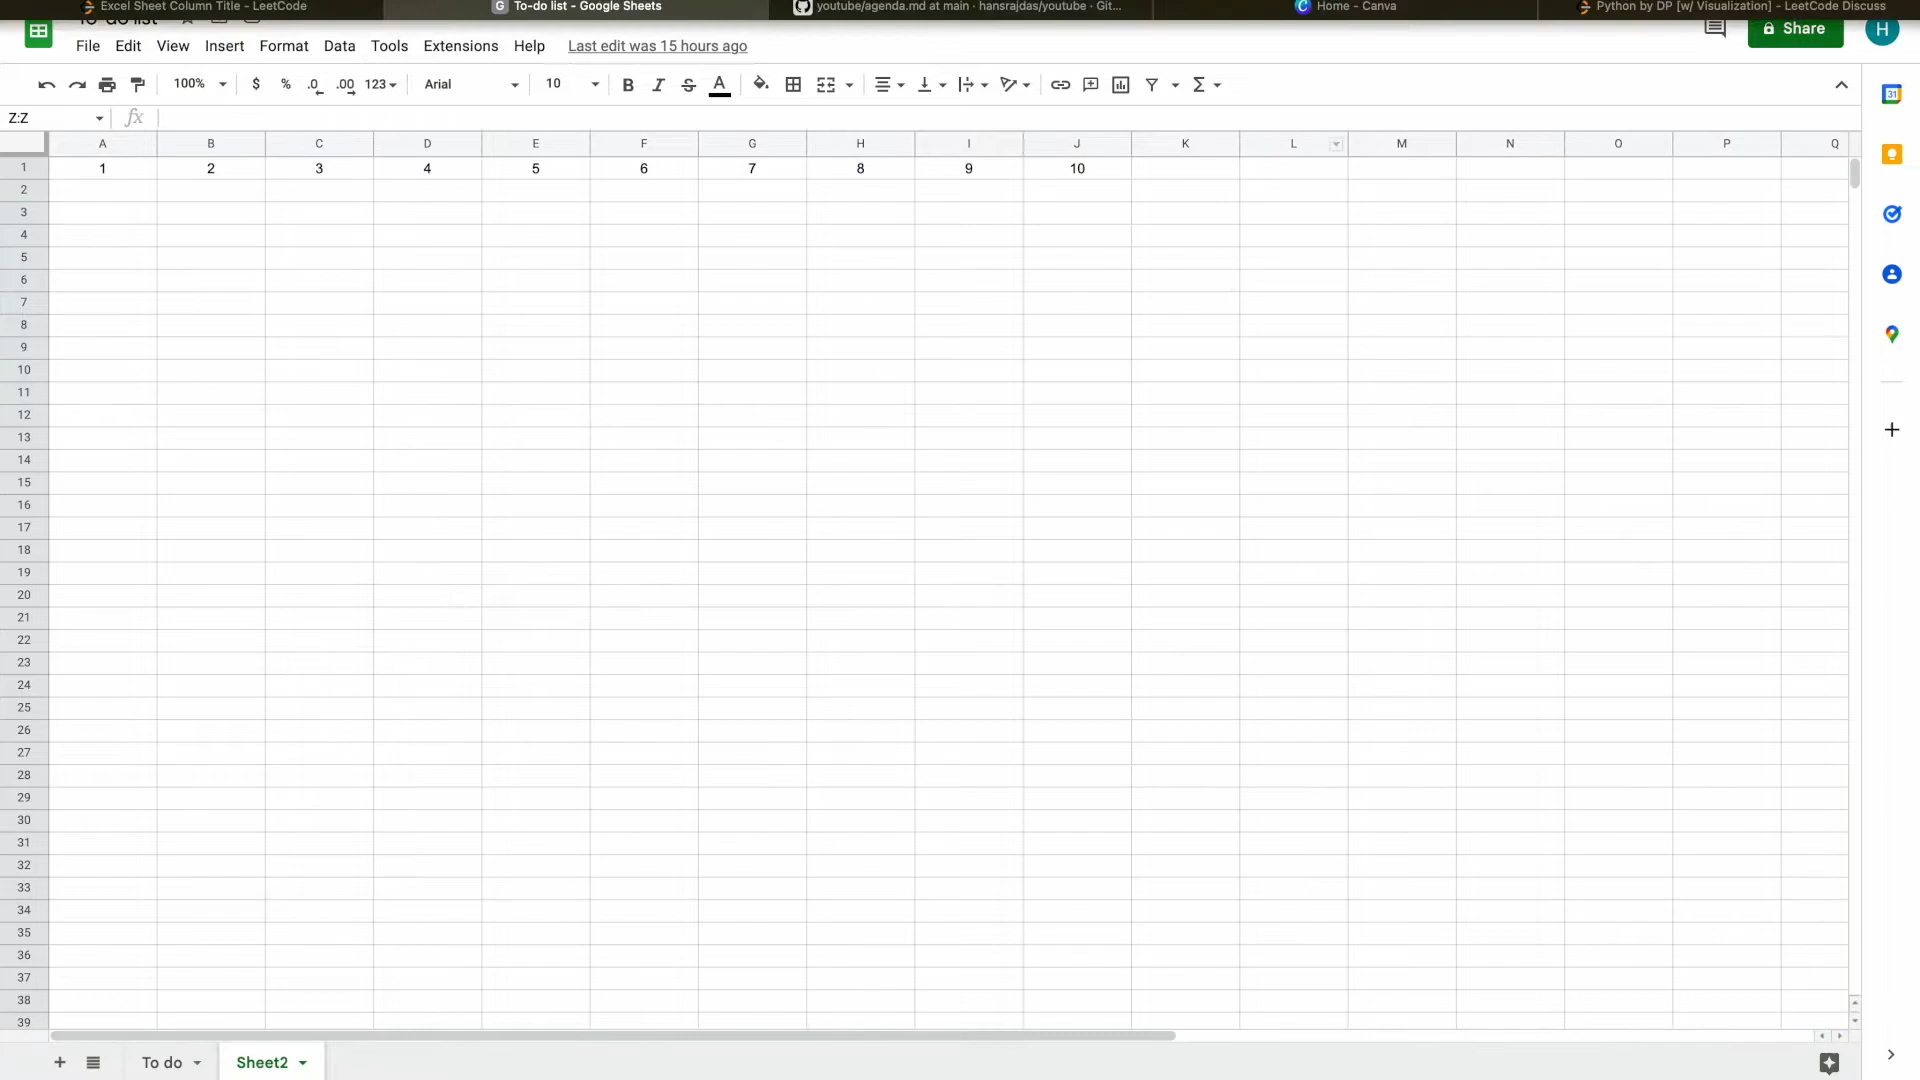 Excel Sheet Column Title - LeetCode
To-do list - Google Sheets
youtube/agenda.md at main · hansrajdas/youtube · Git...
Home - Canva
Python by DP [w/ Visualization] - LeetCode Discuss
To-do list
File Edit View Insert Format Data Tools Extensions Help Last edit was 15 hours ago
Share
H
100% $ % .0 .00 123 Arial 10 B I S A
31
Z:Z fx
A B C D E F G H I J K L M N O P Q
1 1 2 3 4 5 6 7 8 9 10
2
3
4
5
6
7
8
9
10
11
12
13
14
15
16
17
18
19
20
21
22
23
24
25
26
27
28
29
30
31
32
33
34
35
36
37
38
39
To do Sheet2